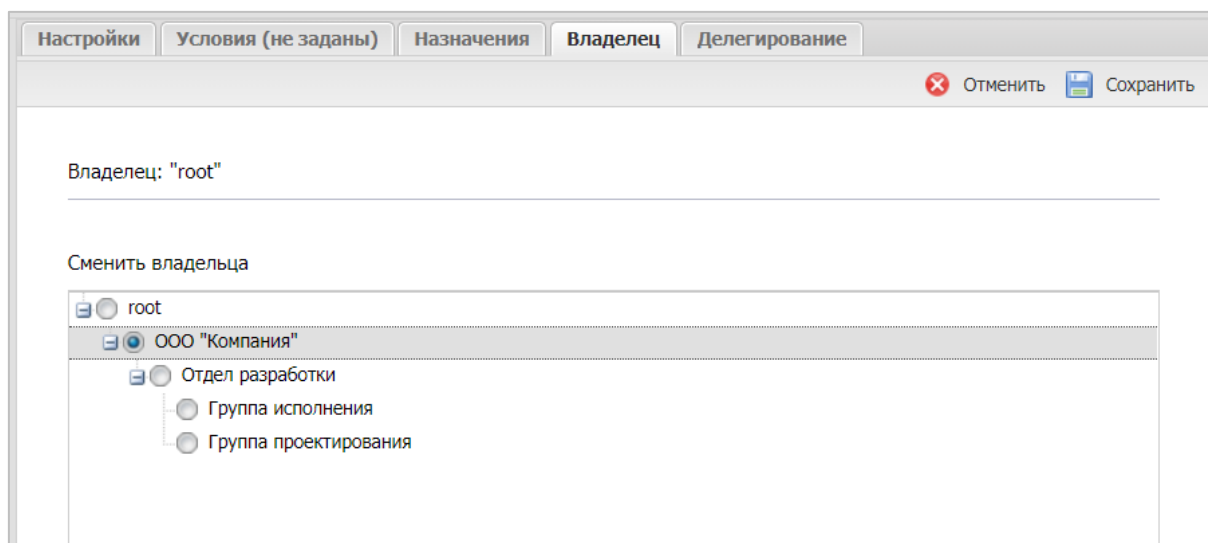 Настройки Условия (не заданы) Назначения Владелец Делегирование
Отменить Сохранить
Владелец: "root"
Сменить владельца
root
ООО "Компания"
Отдел разработки
Группа исполнения
Группа проектирования